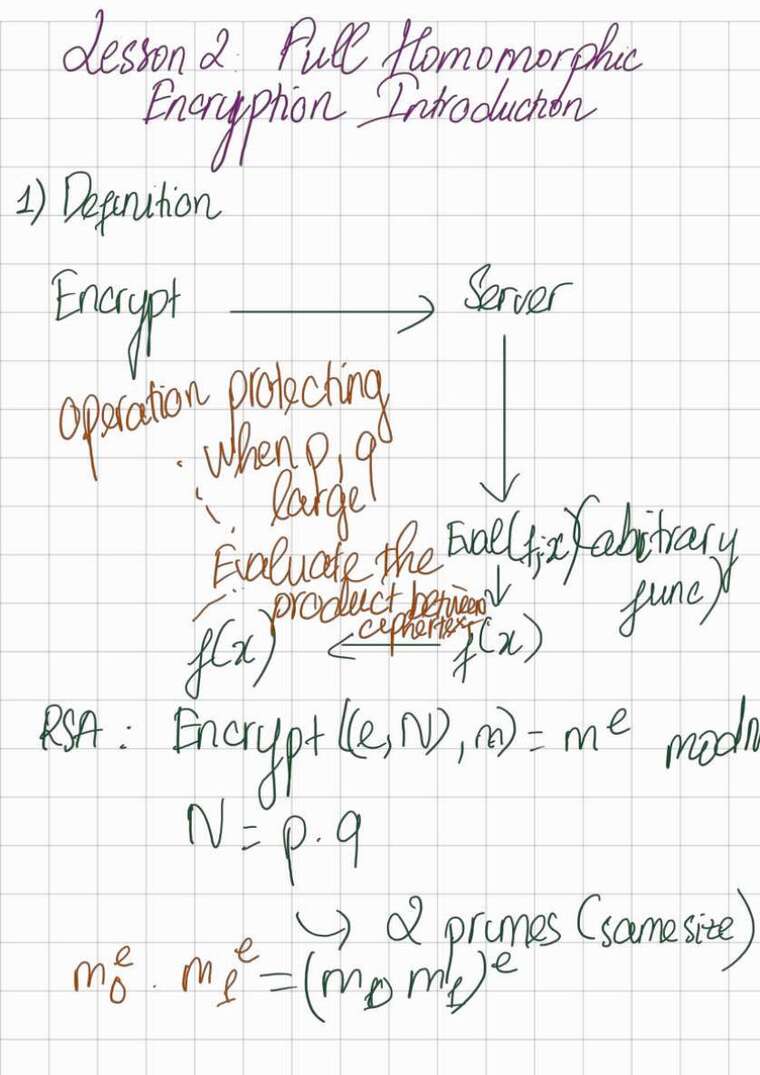 Lesson 2: Full Homomorphic
Encryption Introduction
1) Definition
Encrypt → Server
Operation protecting
when p, q
large
Eval(f, x) (abitrary
func)
Evaluate the
product between
ciphertexts
f(x) ← f(x)
RSA : Encrypt((e, N), m) = m^e mod n
N = p . q
↪ 2 primes (same size)
m₀^e . m₁^e = (m₀ m₁)^e